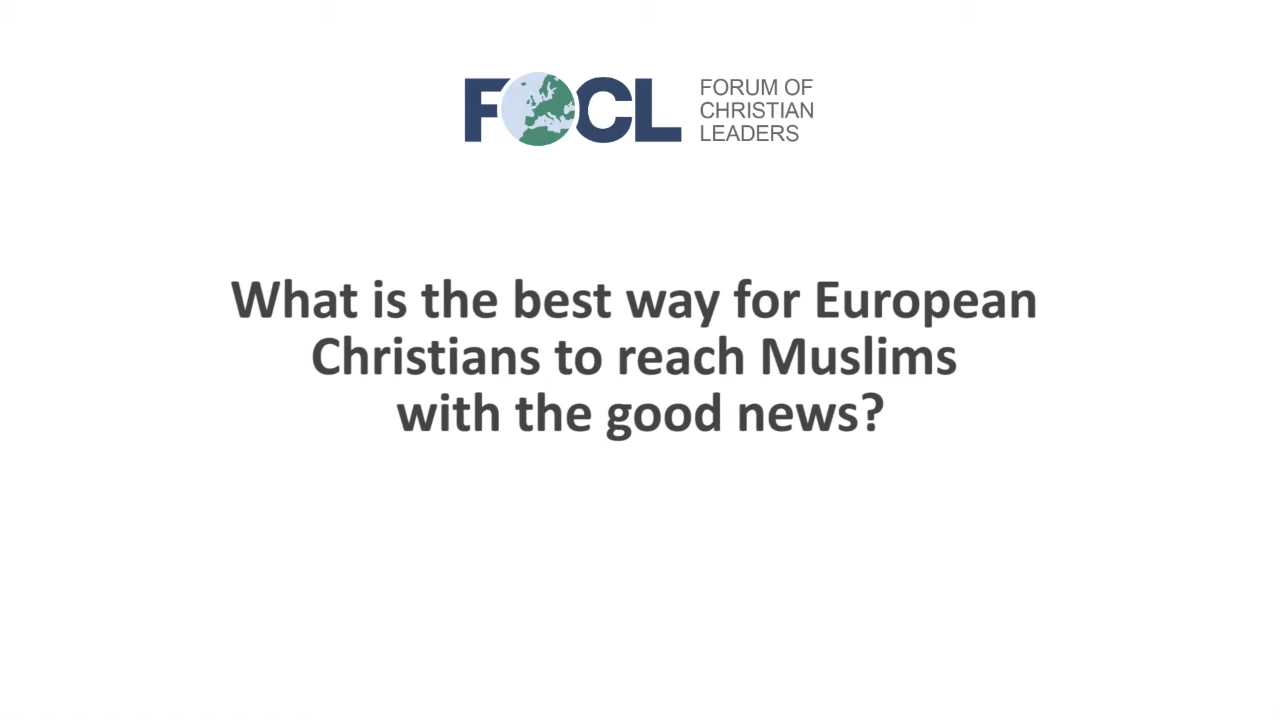 FOCL
FORUM OF
CHRISTIAN
LEADERS
What is the best way for European
Christians to reach Muslims
with the good news?